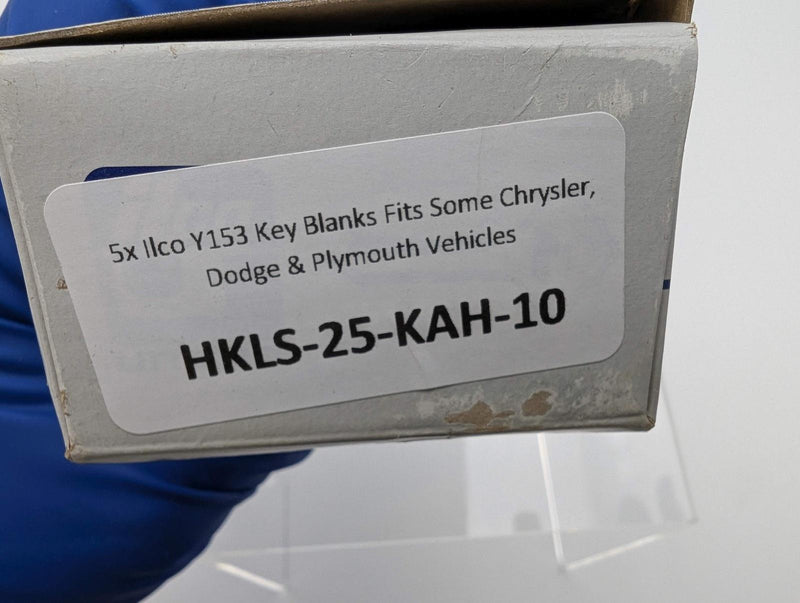 5x Ilco Y153 Key Blanks Fits Some Chrysler,
Dodge & Plymouth Vehicles
HKLS-25-KAH-10